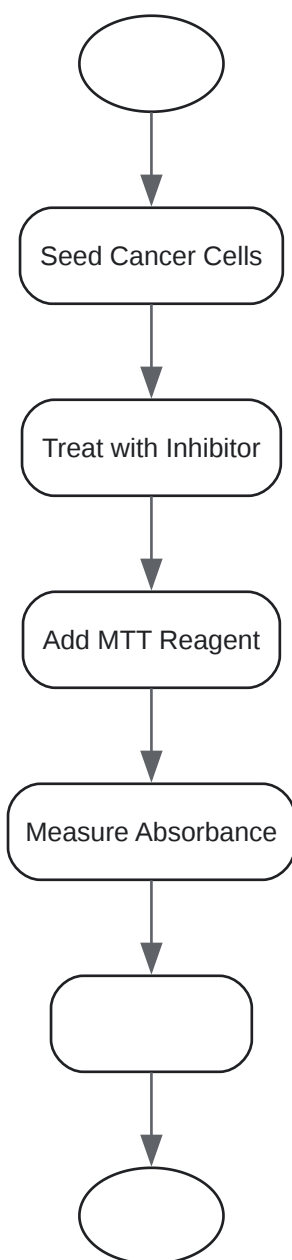 Seed Cancer Cells
Treat with Inhibitor
Add MTT Reagent
Measure Absorbance